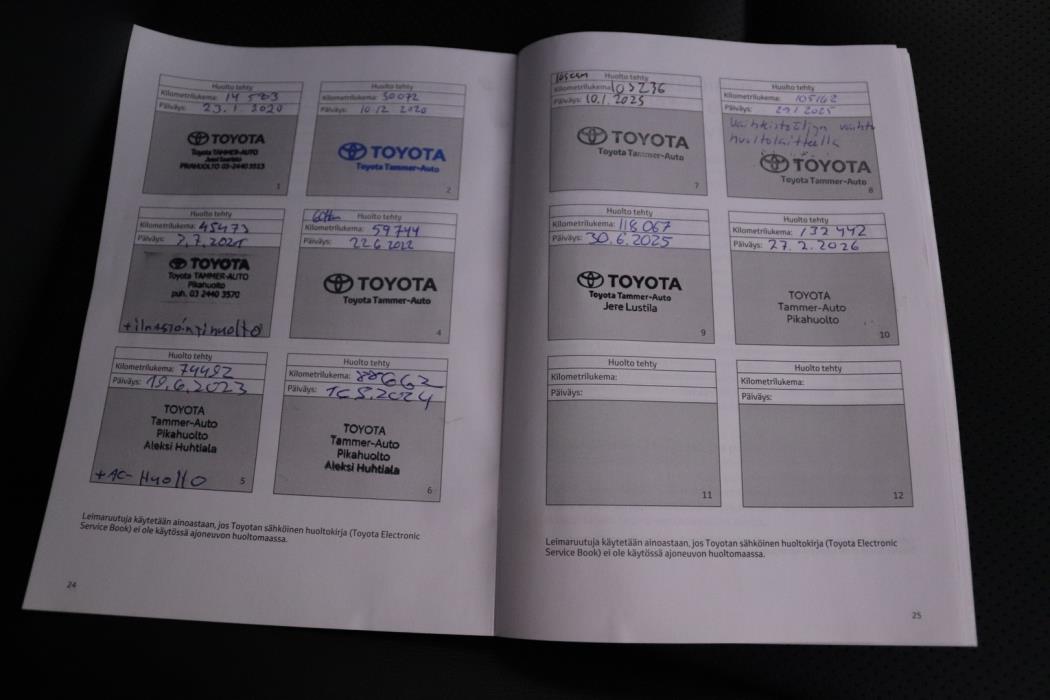 Huolto tehty
Kilometrilukema: 14 583
Päiväys: 23.1 2020
TOYOTA
Toyota TAMMER-AUTO
PIKAHUOLTO 03-2440 3513
1
Huolto tehty
Kilometrilukema: 30072
Päiväys: 10.12 2020
TOYOTA
Toyota Tammer-Auto
2
Huolto tehty
Kilometrilukema: 45473
Päiväys: 2.7.2021
TOYOTA
Toyota TAMMER-AUTO
Pikahuolto
puh. 03 2440 3570
+ilmastointihuolto
60tkm Huolto tehty
Kilometrilukema: 59744
Päiväys: 22 6 2022
TOYOTA
Toyota Tammer-Auto
4
Huolto tehty
Kilometrilukema: 74492
Päiväys: 19.6.2023
TOYOTA
Tammer-Auto
Pikahuolto
Aleksi Huhtiala
+AC-Huolto
5
Huolto tehty
Kilometrilukema: 88662
Päiväys: 16.5.2024
TOYOTA
Tammer-Auto
Pikahuolto
Aleksi Huhtiala
6
Leimaruutuja käytetään ainoastaan, jos Toyotan sähköinen huoltokirja (Toyota Electronic
Service Book) ei ole käytössä ajoneuvon huoltomaassa.
24
Huolto tehty
Kilometrilukema: 103236
Päiväys: 10.1.2025
TOYOTA
Toyota Tammer-Auto
7
Huolto tehty
Kilometrilukema: 105162
Päiväys: 29.1 2025
Vaihteistoöljyn vaihto
huoltolaitteella
TOYOTA
Toyota Tammer-Auto
8
Huolto tehty
Kilometrilukema: 118 067
Päiväys: 30.6.2025
TOYOTA
Toyota Tammer-Auto
Jere Lustila
9
Huolto tehty
Kilometrilukema: 132 442
Päiväys: 27.2.2026
TOYOTA
Tammer-Auto
Pikahuolto
10
Huolto tehty
Kilometrilukema:
Päiväys:
11
Huolto tehty
Kilometrilukema:
Päiväys:
12
Leimaruutuja käytetään ainoastaan, jos Toyotan sähköinen huoltokirja (Toyota Electronic
Service Book) ei ole käytössä ajoneuvon huoltomaassa.
25